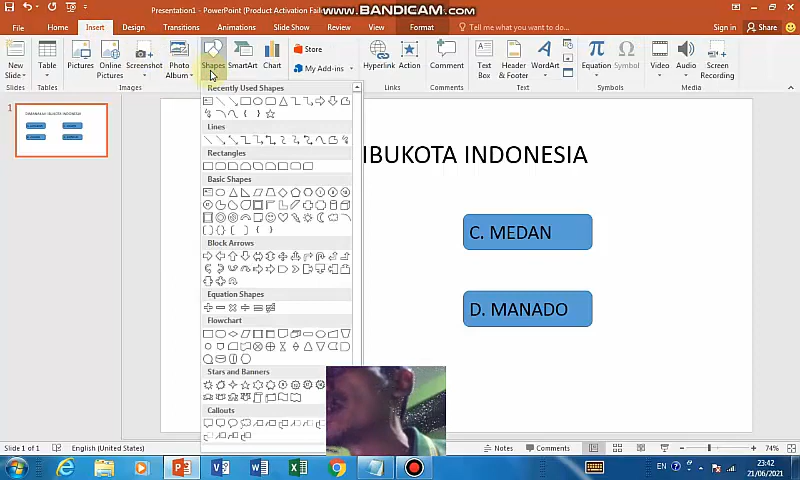 Presentation1 - PowerPoint (Product Activation Faile
www.BANDICAM.com
File Home Insert Design Transitions Animations Slide Show Review View Format Tell me what you want to do... Sign in Share
New Slide Table Pictures Online Pictures Screenshot Photo Album Shapes SmartArt Chart Store My Add-ins Hyperlink Action Comment Text Box Header & Footer WordArt Equation Symbol Video Audio Screen Recording
Slides Tables Images Comments Text Symbols Media
Recently Used Shapes
Lines
Rectangles
Basic Shapes
Block Arrows
Equation Shapes
Flowchart
Stars and Banners
Callouts
1
IBUKOTA INDONESIA
C. MEDAN
D. MANADO
Slide 1 of 1 English (United States) Notes Comments 74%
EN 23:42
21/06/2021